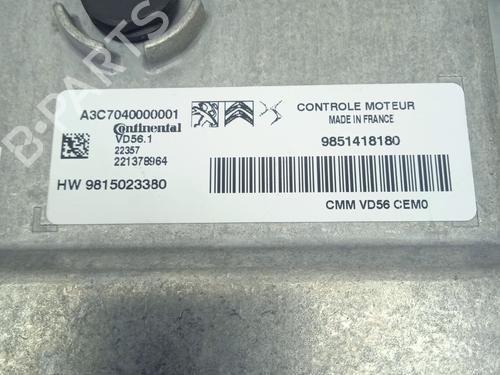 A3C7040000001
Continental
VD56.1
22357
221378964
HW 9815023380
CONTROLE MOTEUR
MADE IN FRANCE
9851418180
CMM VD56 CEM0
B-PARTS